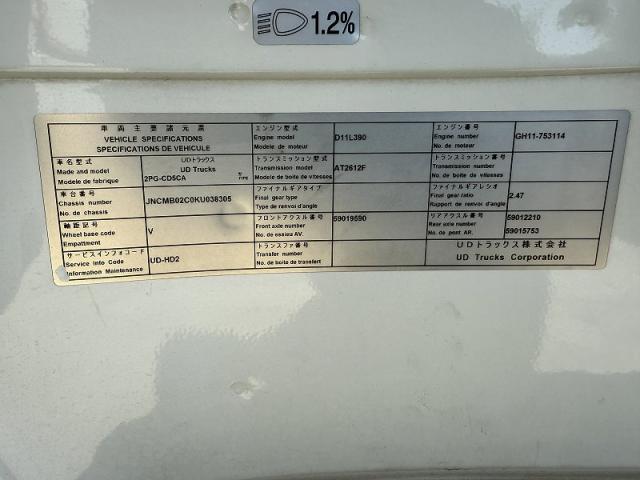 1.2%
車両主要諸元表
VEHICLE SPECIFICATIONS
SPECIFICATIONS DE VEHICULE
エンジン型式
Engine model
Modele de moteur
D11L390
エンジン番号
Engine number
No. de moteur
GH11-753114
車名型式
Made and model
Modele de fabrique
UDトラックス
UD Trucks
2PG-CD5CA
型
TYPE
トランスミッション型式
Transmission model
Modele de boite de vitesses
AT2612F
トランスミッション番号
Transmission number
No. de boite de vitesses
車台番号
Chassis number
No. de chassis
JNCMB02C0KU038305
ファイナルギアタイプ
Final gear type
Type de renvoi d'angle
ファイナルギアレシオ
Final gear ratio
Rapport de renvoi d'angle
2.47
軸距記号
Wheel base code
Empattment
V
フロントアクスル番号
Front axle number
No. de essieu AV.
59019590
リアアクスル番号
Rear axle number
No. de pont AR.
59012210
59015753
サービスインフォコード
Service Info Code
Information Maintenance
UD-HD2
トランスファ番号
Transfer number
No. de boite de transfert
UDトラックス株式会社
UD Trucks Corporation